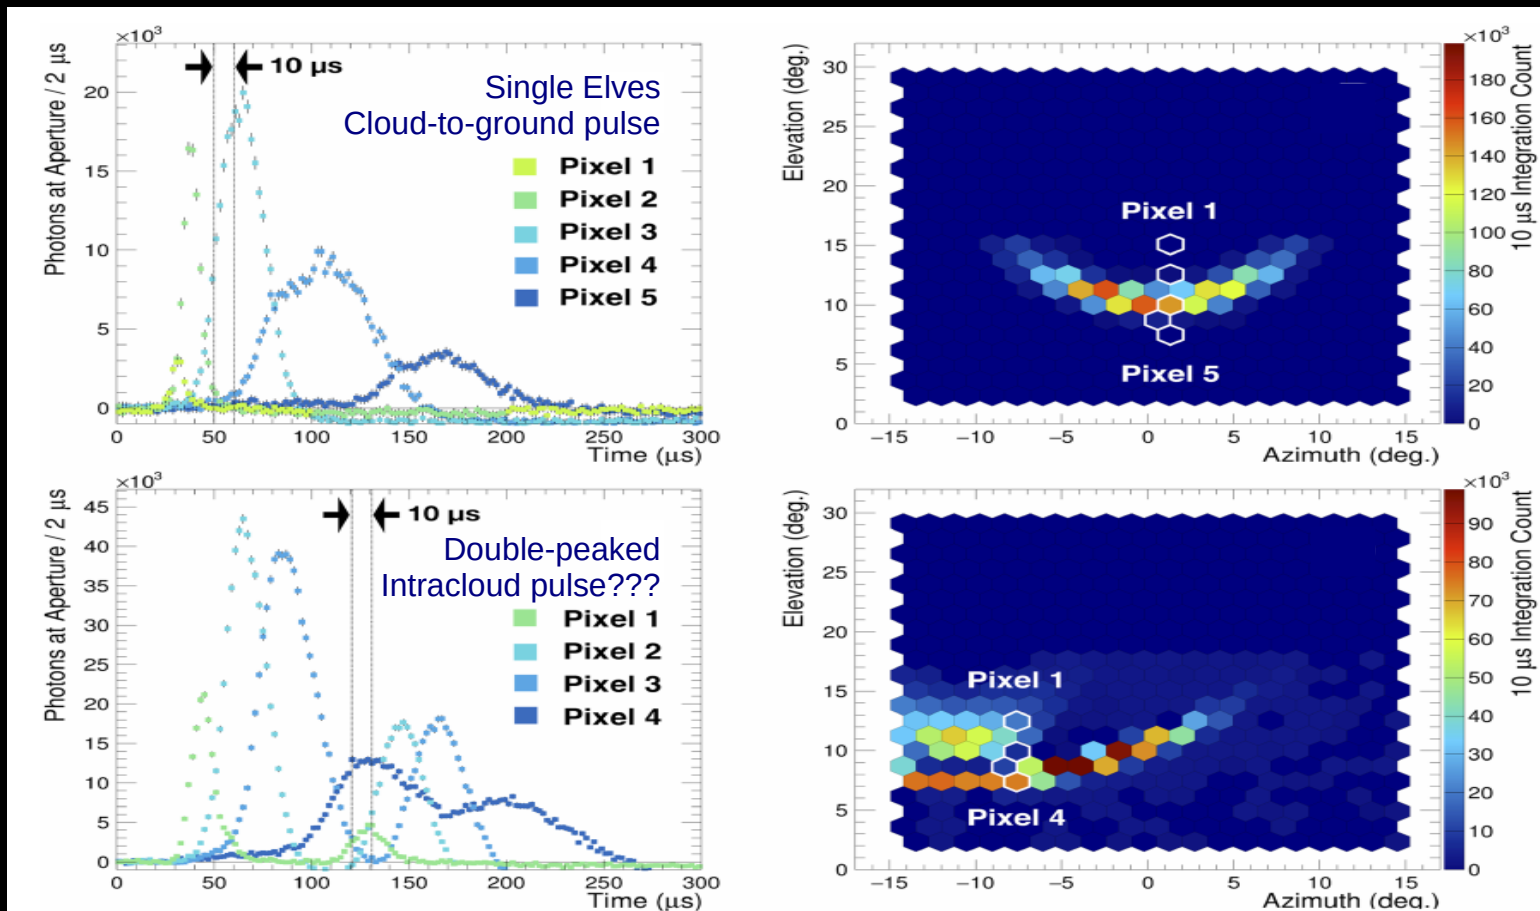 ×10³
10 μs
Single Elves
Cloud-to-ground pulse
Pixel 1
Pixel 2
Pixel 3
Pixel 4
Pixel 5
Photons at Aperture / 2 μs
20
15
10
5
0
0 50 100 150 200 250 300
Time (μs)
Elevation (deg.)
30
25
20
15
10
5
0
Pixel 1
Pixel 5
−15 −10 −5 0 5 10 15
Azimuth (deg.)
×10³
180
160
140
120
100
80
60
40
20
0
10 μs Integration Count
×10³
10 μs
Double-peaked
Intracloud pulse???
Pixel 1
Pixel 2
Pixel 3
Pixel 4
Photons at Aperture / 2 μs
45
40
35
30
25
20
15
10
5
0
0 50 100 150 200 250 300
Time (μs)
Elevation (deg.)
30
25
20
15
10
5
0
Pixel 1
Pixel 4
−15 −10 −5 0 5 10 15
Azimuth (deg.)
×10³
90
80
70
60
50
40
30
20
10
0
10 μs Integration Count